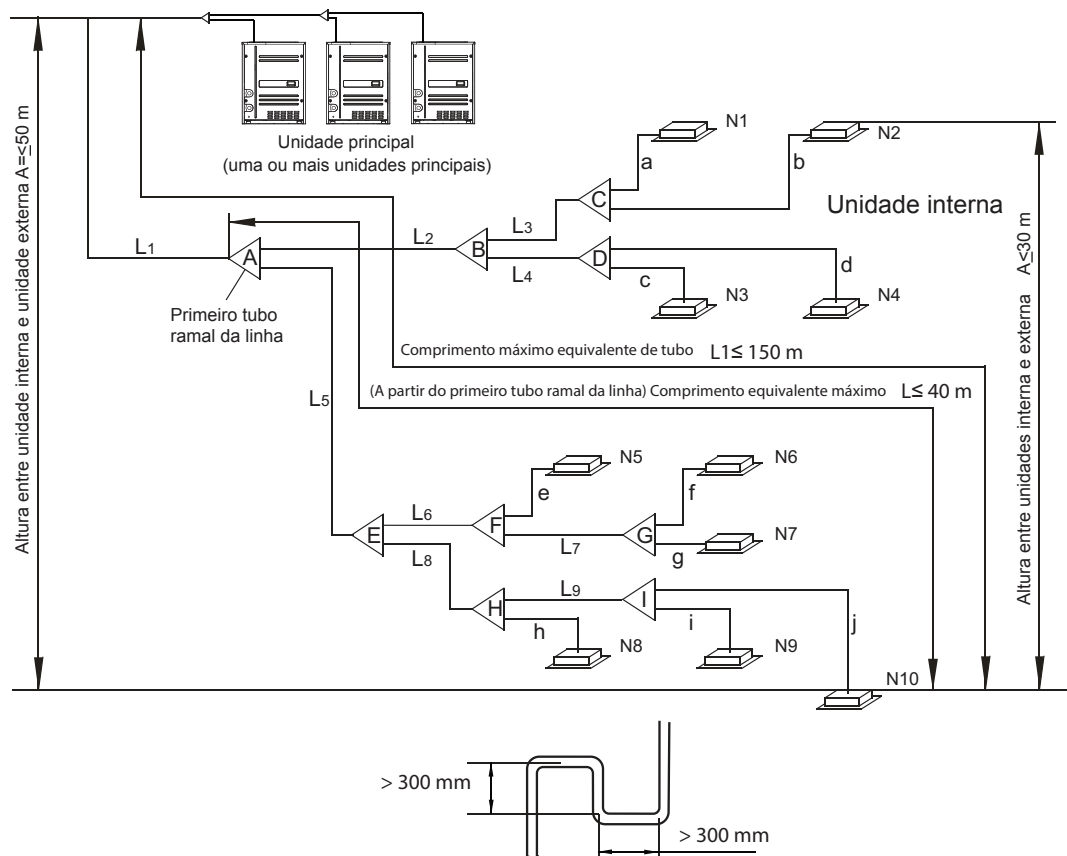 Altura entre unidade interna e unidade externa A=≤50 m
Unidade principal
(uma ou mais unidades principais)
N1
N2
a
b
C
Unidade interna
L3
L2
L1
A
B
L4
D
c
d
Primeiro tubo
ramal da linha
N3
N4
Comprimento máximo equivalente de tubo L1≤ 150 m
(A partir do primeiro tubo ramal da linha) Comprimento equivalente máximo L≤ 40 m
Altura entre unidades interna e externa A≤30 m
L5
N5
N6
e
f
L6
F
E
L7
G
N7
g
L8
L9
I
H
h
i
j
N8
N9
N10
> 300 mm
> 300 mm